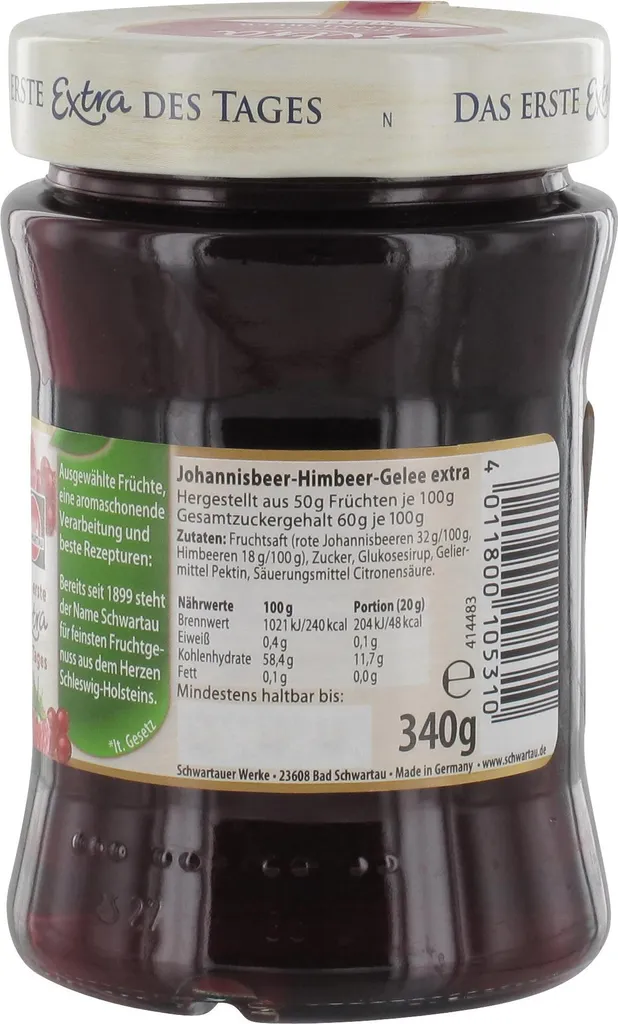 ERSTE Extra DES TAGES
N
DAS ERSTE
Ausgewählte Früchte,
eine aromaschonende
Verarbeitung und
beste Rezepturen:
Bereits seit 1899 steht
der Name Schwartau
für feinsten Fruchtge-
nuss aus dem Herzen
Schleswig-Holsteins.
*lt. Gesetz
Johannisbeer-Himbeer-Gelee extra
Hergestellt aus 50g Früchten je 100g
Gesamtzuckergehalt 60g je 100g
Zutaten: Fruchtsaft (rote Johannisbeeren 32 g/100g,
Himbeeren 18 g/100g), Zucker, Glukosesirup, Gelier-
mittel Pektin, Säuerungsmittel Citronensäure.
Nährwerte 100g Portion (20g)
Brennwert 1021 kJ/240 kcal 204 kJ/48 kcal
Eiweiß 0,4g 0,1g
Kohlenhydrate 58,4g 11,7g
Fett 0,1g 0,0g
Mindestens haltbar bis:
414483
e
340g
4 011800 105310
Schwartauer Werke • 23608 Bad Schwartau • Made in Germany • www.schwartau.de